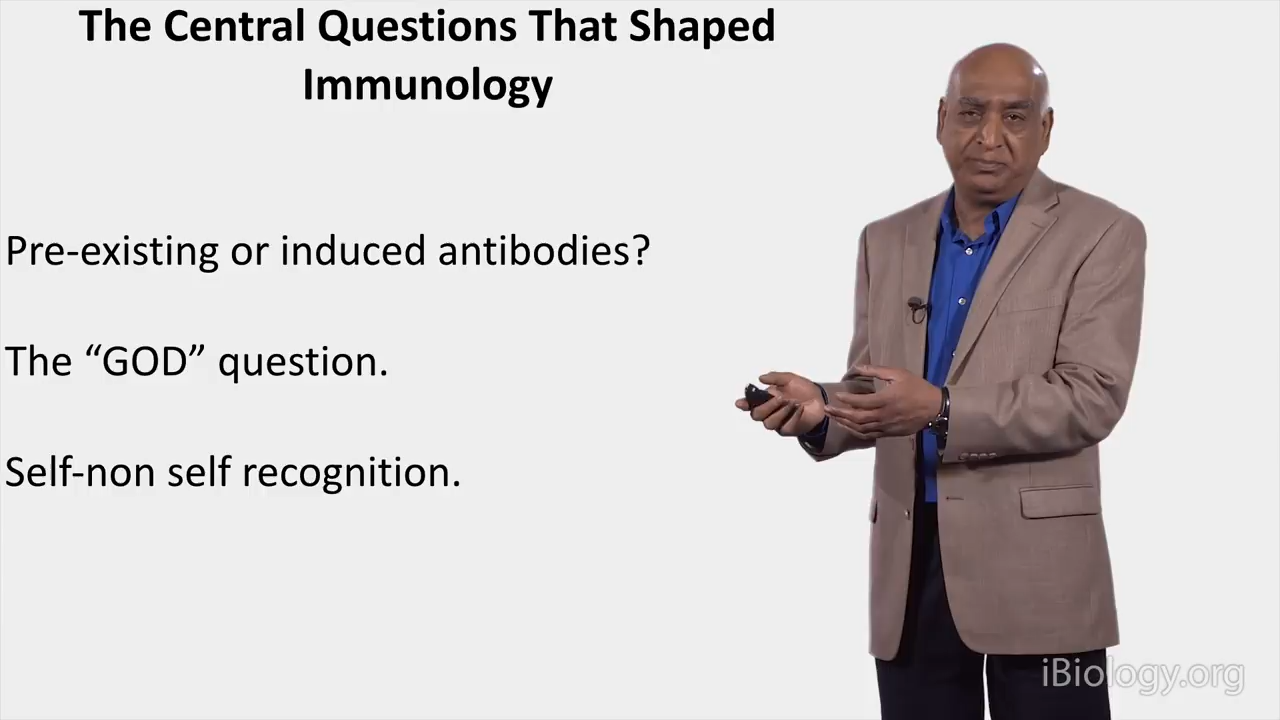 The Central Questions That Shaped
Immunology
Pre-existing or induced antibodies?
The “GOD” question.
Self-non self recognition.
iBiology.org